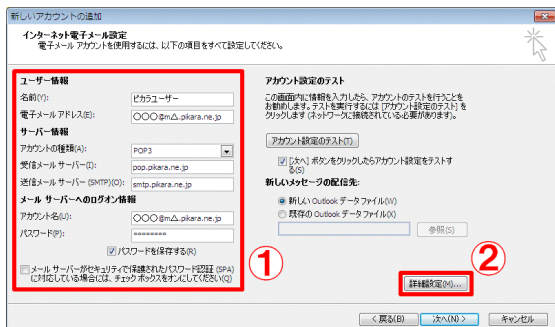 新しいアカウントの追加
インターネット電子メール設定
電子メール アカウントを使用するには、以下の項目をすべて設定してください。
ユーザー情報
名前(Y):
ピカラユーザー
電子メール アドレス(E):
〇〇〇@m△.pikara.ne.jp
サーバー情報
アカウントの種類(A):
POP3
受信メール サーバー(I):
pop.pikara.ne.jp
送信メール サーバー (SMTP)(O):
smtp.pikara.ne.jp
メール サーバーへのログオン情報
アカウント名(U):
〇〇〇@m△.pikara.ne.jp
パスワード(P):
********
パスワードを保存する(R)
メール サーバーがセキュリティで保護されたパスワード認証 (SPA)
に対応している場合には、チェック ボックスをオンにしてください(Q)
①
アカウント設定のテスト
この画面内に情報を入力したら、アカウントのテストを行うことを
お勧めします。テストを実行するには [アカウント設定のテスト] を
クリックします (ネットワークに接続されている必要があります)。
アカウント設定のテスト(T)
[次へ] ボタンをクリックしたらアカウント設定をテストす
る(S)
新しいメッセージの配信先:
新しい Outlook データ ファイル(W)
既存の Outlook データ ファイル(X)
参照(S)
②
詳細設定(M)...
< 戻る(B)
次へ(N) >
キャンセル